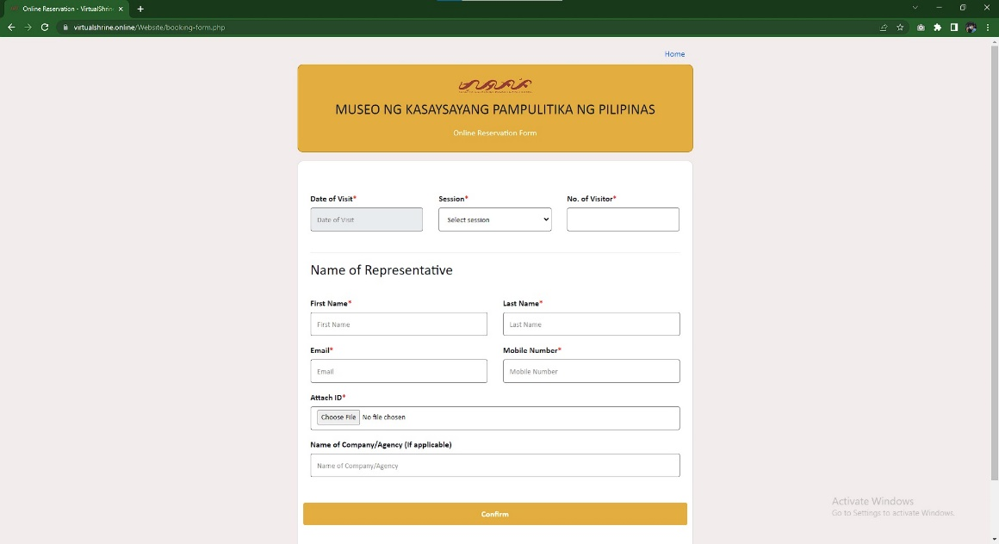 Online Reservation - VirtualShrin
virtualshrine.online/Website/booking-form.php
Home
MUSEO NG KASAYSAYANG PAMPULITIKA NG PILIPINAS
Online Reservation Form
Date of Visit* Session* No. of Visitor*
Date of Visit Select session
Name of Representative
First Name* Last Name*
First Name Last Name
Email* Mobile Number*
Email Mobile Number
Attach ID*
Choose File No file chosen
Name of Company/Agency (If applicable)
Name of Company/Agency
Confirm
Activate Windows
Go to Settings to activate Windows.